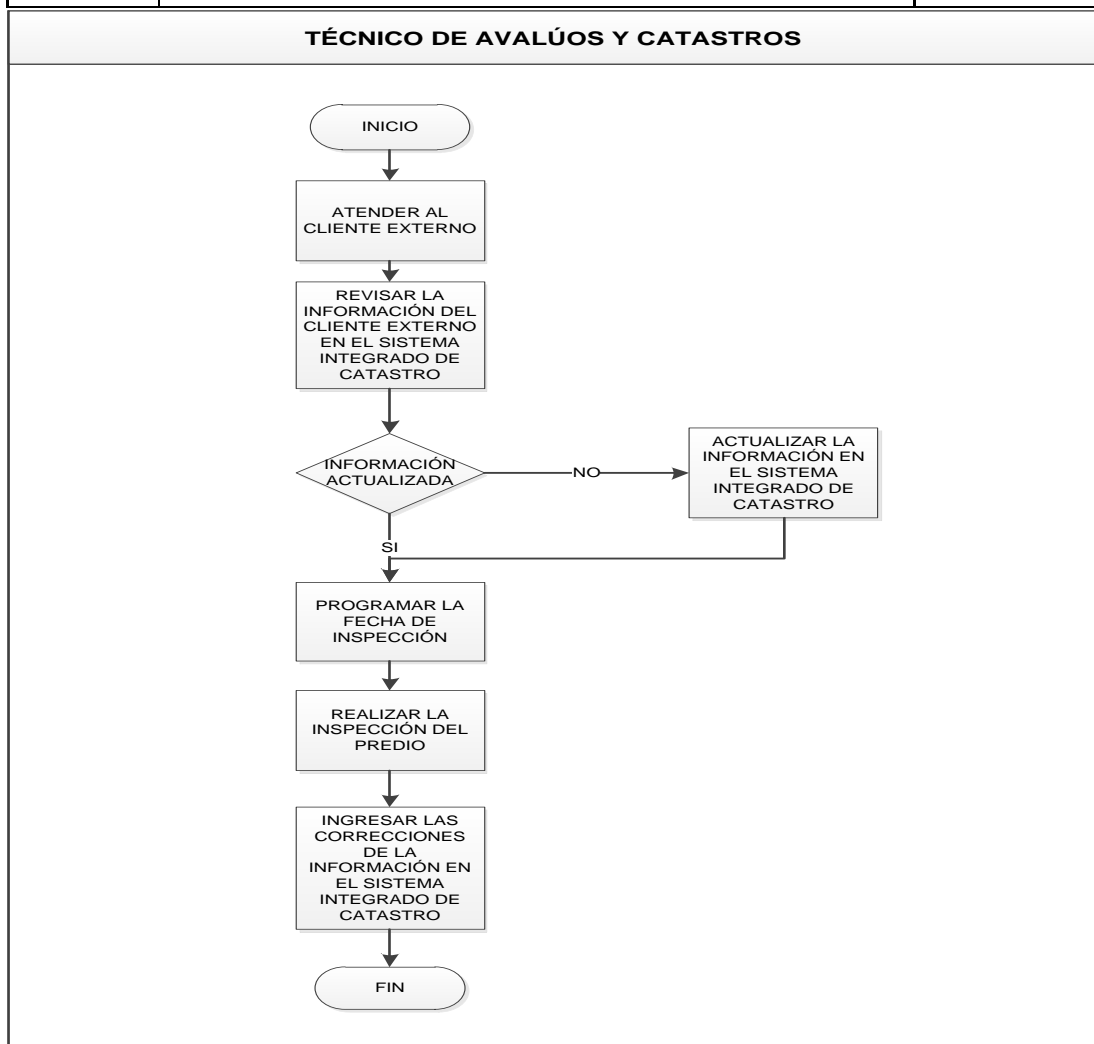 TÉCNICO DE AVALÚOS Y CATASTROS
INICIO
ATENDER AL
CLIENTE EXTERNO
REVISAR LA
INFORMACIÓN DEL
CLIENTE EXTERNO
EN EL SISTEMA
INTEGRADO DE
CATASTRO
INFORMACIÓN
ACTUALIZADA
NO
ACTUALIZAR LA
INFORMACIÓN EN
EL SISTEMA
INTEGRADO DE
CATASTRO
SI
PROGRAMAR LA
FECHA DE
INSPECCIÓN
REALIZAR LA
INSPECCIÓN DEL
PREDIO
INGRESAR LAS
CORRECCIONES
DE LA
INFORMACIÓN EN
EL SISTEMA
INTEGRADO DE
CATASTRO
FIN